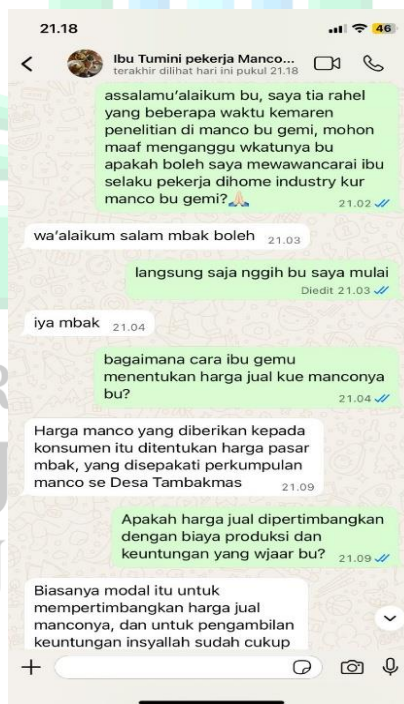 21.18
46
Ibu Tumini pekerja Manco...
terakhir dilihat hari ini pukul 21.18
assalamu'alaikum bu, saya tia rahel
yang beberapa waktu kemaren
penelitian di manco bu gemi, mohon
maaf menganggu wkatunya bu
apakah boleh saya mewawancarai ibu
selaku pekerja dihome industry kur
manco bu gemi?🙏🏻
21.02
wa'alaikum salam mbak boleh 21.03
langsung saja nggih bu saya mulai
Diedit 21.03
iya mbak 21.04
bagaimana cara ibu gemu
menentukan harga jual kue manconya
bu?
21.04
Harga manco yang diberikan kepada
konsumen itu ditentukan harga pasar
mbak, yang disepakati perkumpulan
manco se Desa Tambakmas 21.09
Apakah harga jual dipertimbangkan
dengan biaya produksi dan
keuntungan yang wjaar bu? 21.09
Biasanya modal itu untuk
mempertimbangkan harga jual
manconya, dan untuk pengambilan
keuntungan insyallah sudah cukup